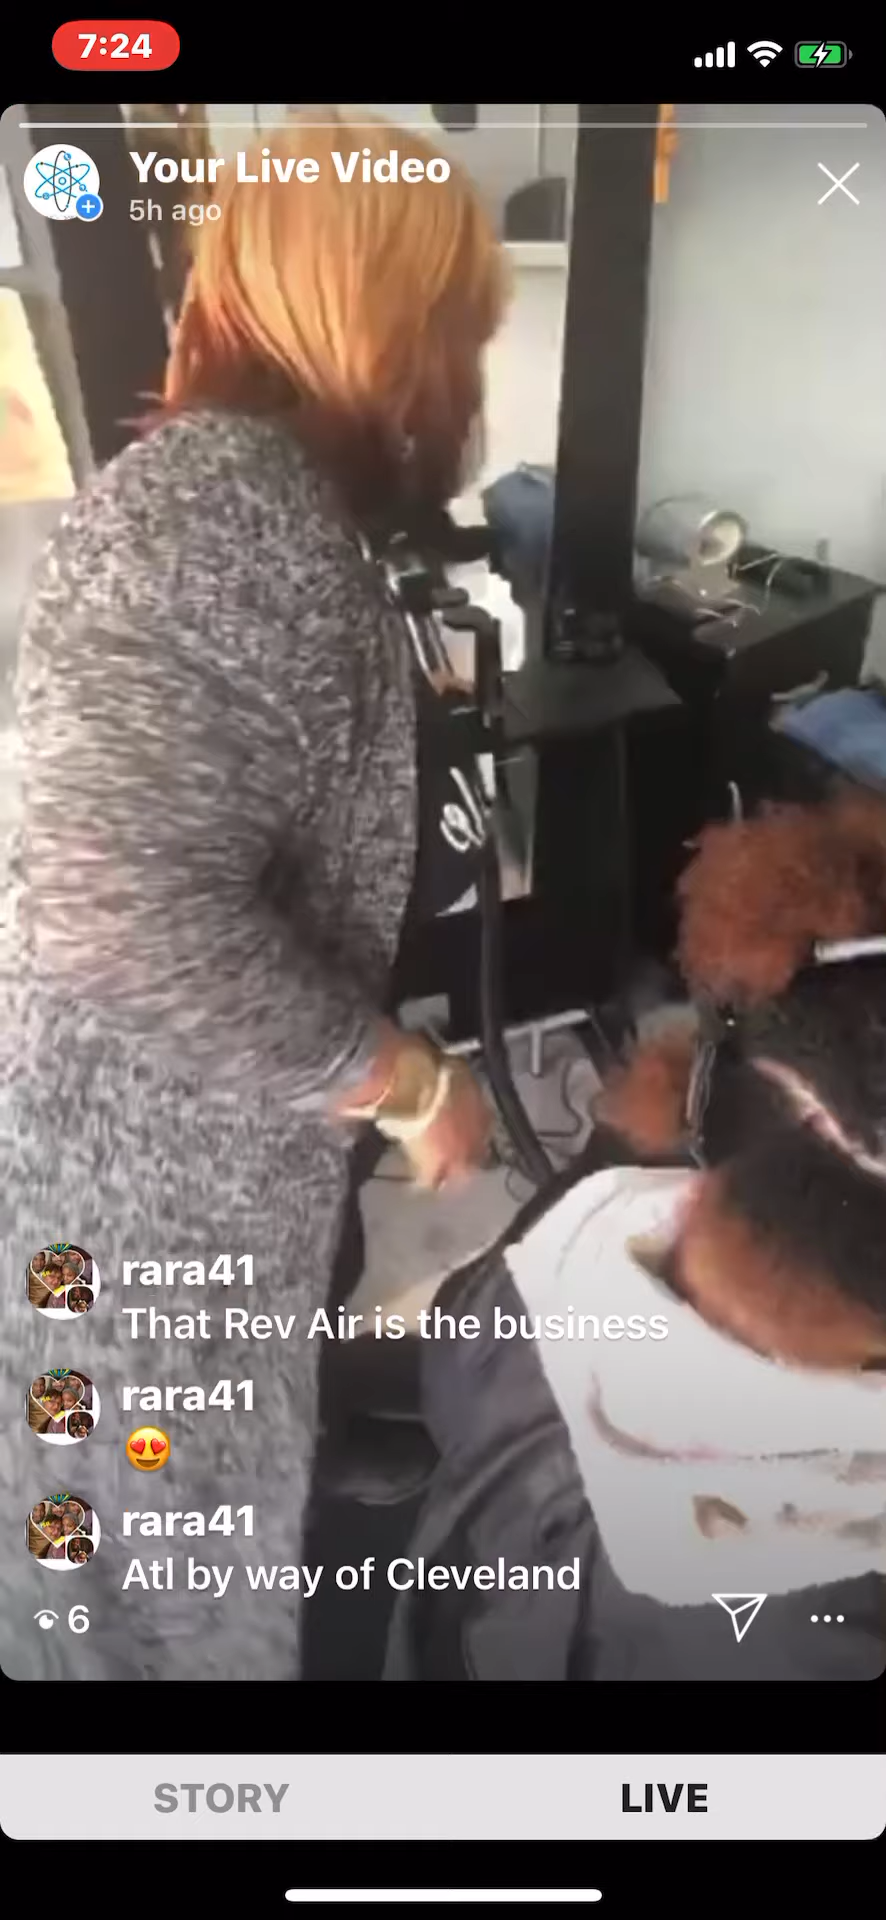 7:24
Your Live Video
5h ago
rara41
That Rev Air is the business
rara41
😍
rara41
Atl by way of Cleveland
6
STORY
LIVE